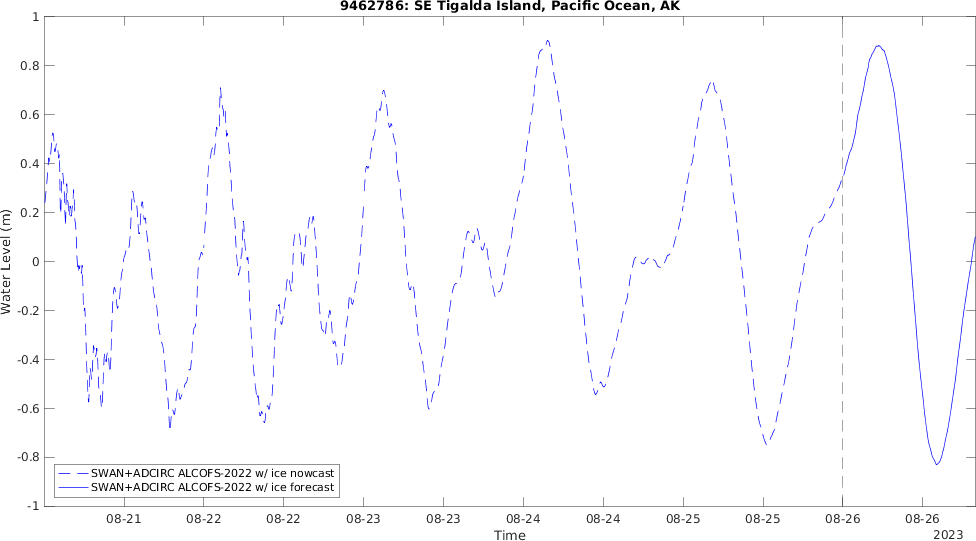 9462786: SE Tigalda Island, Pacific Ocean, AK
1
0.8
0.6
0.4
0.2
0
-0.2
-0.4
-0.6
-0.8
-1
Water Level (m)
SWAN+ADCIRC ALCOFS-2022 w/ ice nowcast
SWAN+ADCIRC ALCOFS-2022 w/ ice forecast
08-21 08-22 08-22 08-23 08-23 08-24 08-24 08-25 08-25 08-26 08-26
Time
2023